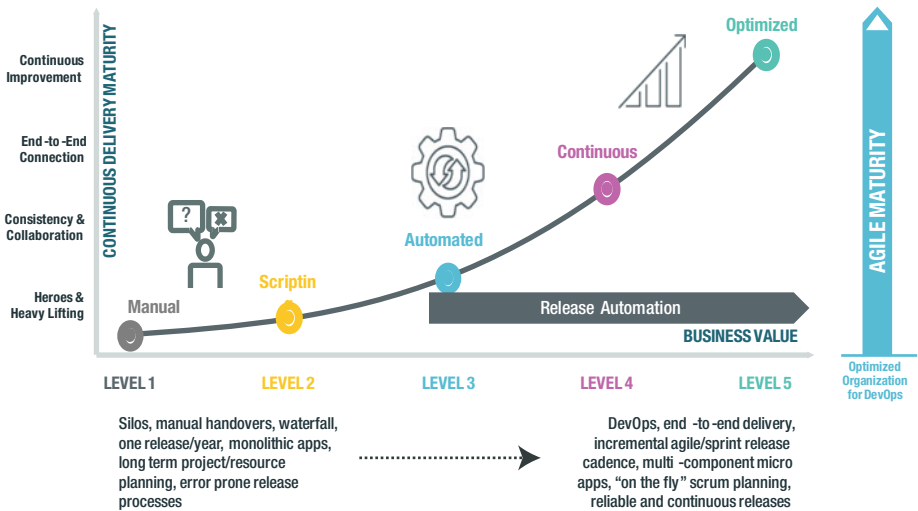 Optimized
Continuous
Improvement
CONTINUOUS DELIVERY MATURITY
End -to -End
Connection
Continuous
AGILE MATURITY
?
Consistency &
Collaboration
Automated
Scriptin
Heroes &
Heavy Lifting
Manual
Release Automation
BUSINESS VALUE
LEVEL 1
LEVEL 2
LEVEL 3
LEVEL 4
LEVEL 5
Optimized
Organization
for DevOps
Silos, manual handovers, waterfall,
one release/year, monolithic apps,
long term project/resource
planning, error prone release
processes
DevOps, end -to-end delivery,
incremental agile/sprint release
cadence, multi -component micro
apps, “on the fly” scrum planning,
reliable and continuous releases